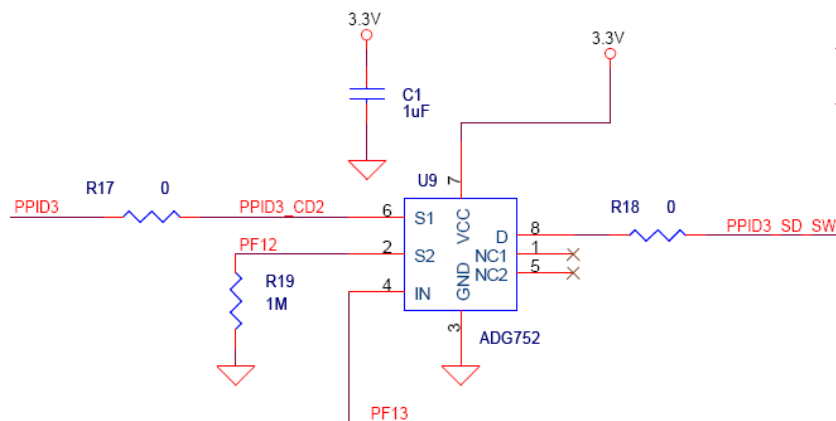 3.3V
3.3V
C1
1uF
U9
7
R17 0
R18 0
PPID3
PPID3_CD2
6
S1
VCC
D
8
PPID3_SD_SW
PF12
2
S2
NC1
1
R19
1M
4
IN
GND
NC2
5
3
ADG752
PF13